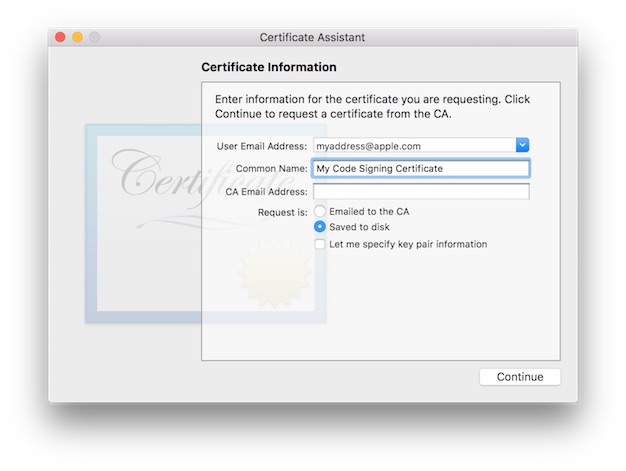 Certificate Assistant
Certificate Information
Enter information for the certificate you are requesting. Click
Continue to request a certificate from the CA.
User Email Address: myaddress@apple.com
Common Name: My Code Signing Certificate
CA Email Address:
Request is: Emailed to the CA
Saved to disk
Let me specify key pair information
Certificate
Continue